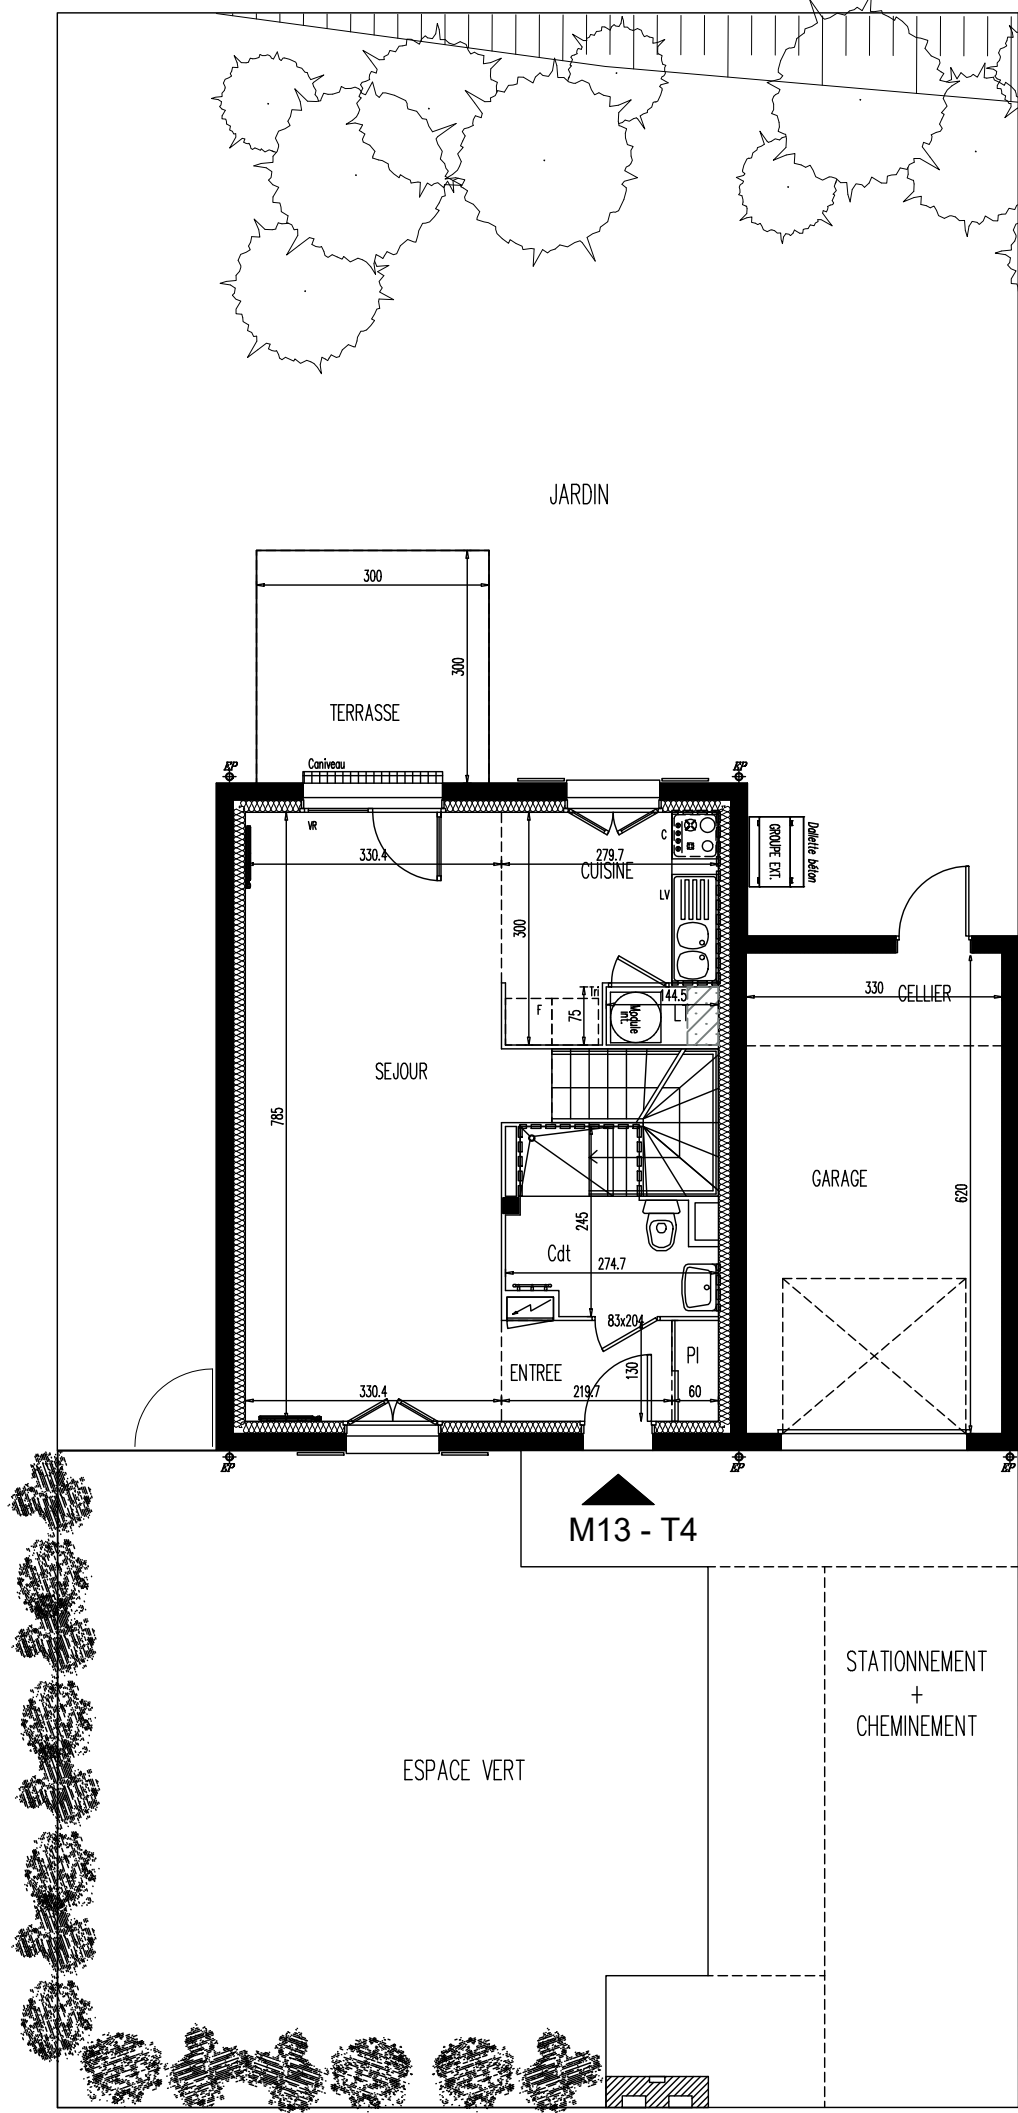 JARDIN
300
300
TERRASSE
Caniveau
EP
EP
VR
330.4
279.7
CUISINE
C
LV
GROUPE EXT.
Dallette béton
300
Tri
144.5
F
75
Module
int.
LT
330
CELLIER
SEJOUR
785
GARAGE
620
245
Cdt
274.7
83x204
ENTREE
130
Pl
330.4
219.7
60
EP
EP
EP
M13 - T4
STATIONNEMENT
+
CHEMINEMENT
ESPACE VERT